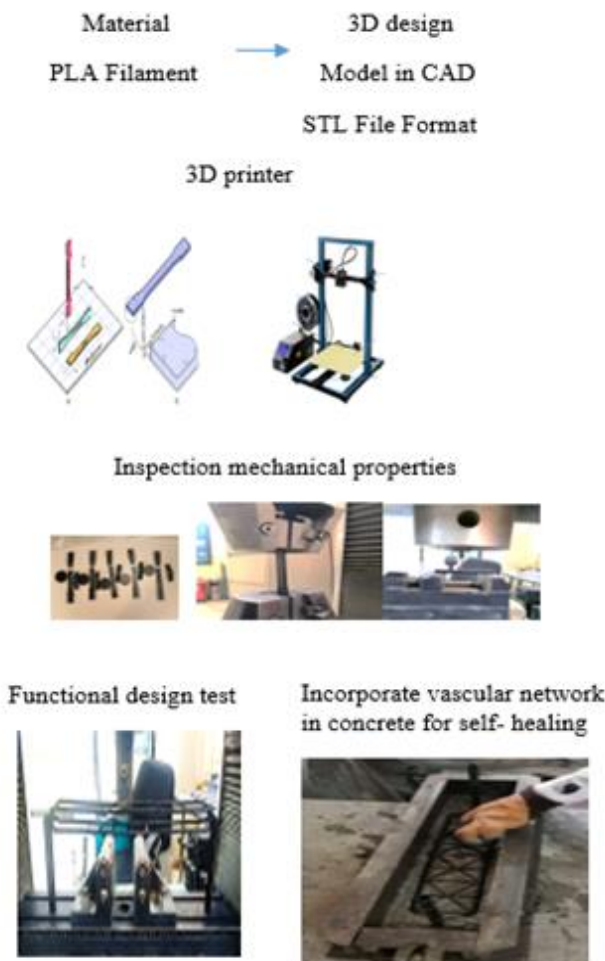 Material
3D design
PLA Filament
Model in CAD
STL File Format
3D printer
Inspection mechanical properties
Functional design test
Incorporate vascular network
in concrete for self- healing